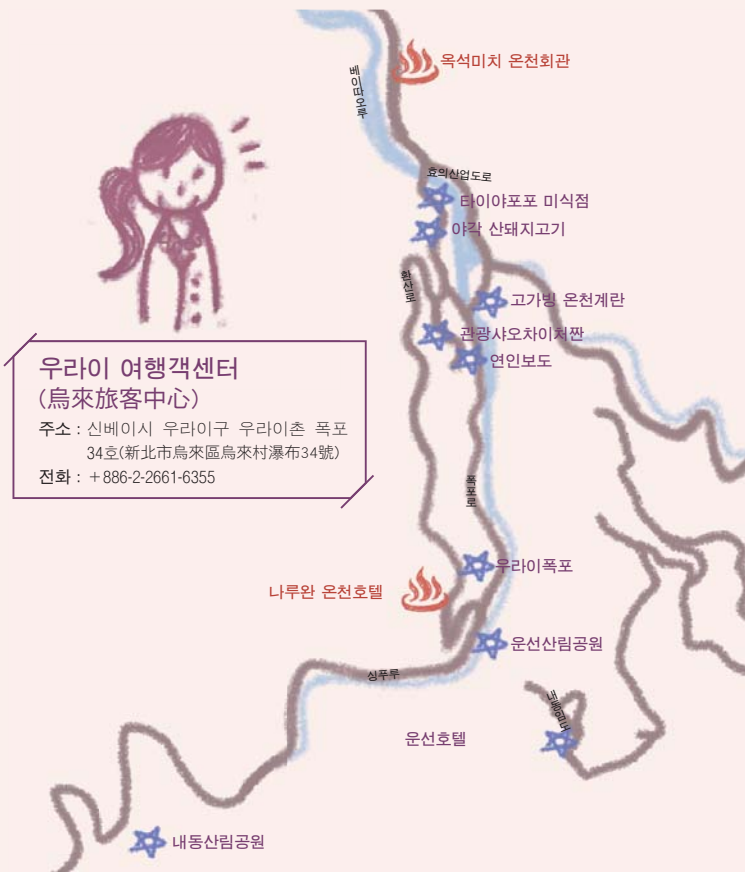 옥석미치 온천회관
베이따오루
효의산업도로
타이야포포 미식점
야각 산돼지고기
환산로
고가빙 온천계란
관광샤오차이처짠
연인보도
우라이 여행객센터
(烏來旅客中心)
주소 : 신베이시 우라이구 우라이촌 폭포
34호(新北市烏來區烏來村瀑布34號)
전화 : +886-2-2661-6355
폭포로
우라이폭포
나루완 온천호텔
운선산림공원
싱푸루
운선호텔
내동산림공원